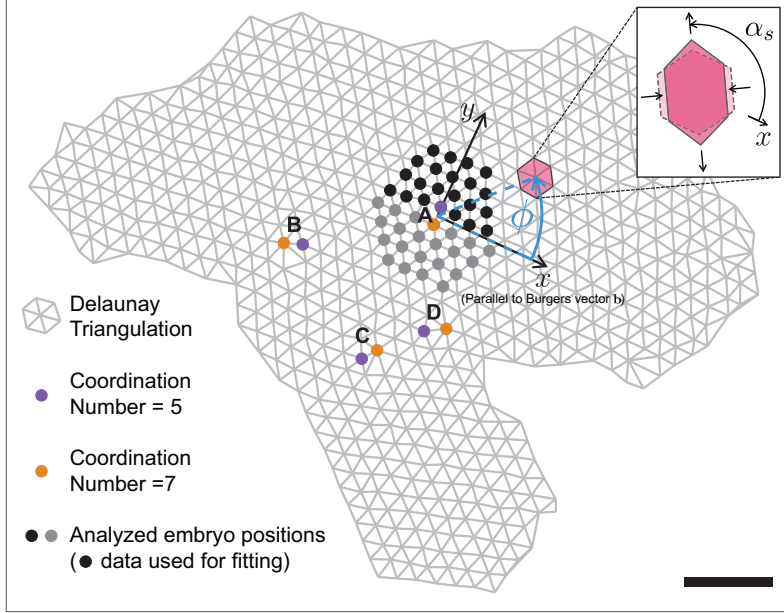 α_s
x
y
A
B
ϕ
x
(Parallel to Burgers vector b)
D
C
Delaunay
Triangulation
Coordination
Number = 5
Coordination
Number =7
Analyzed embryo positions
( data used for fitting)